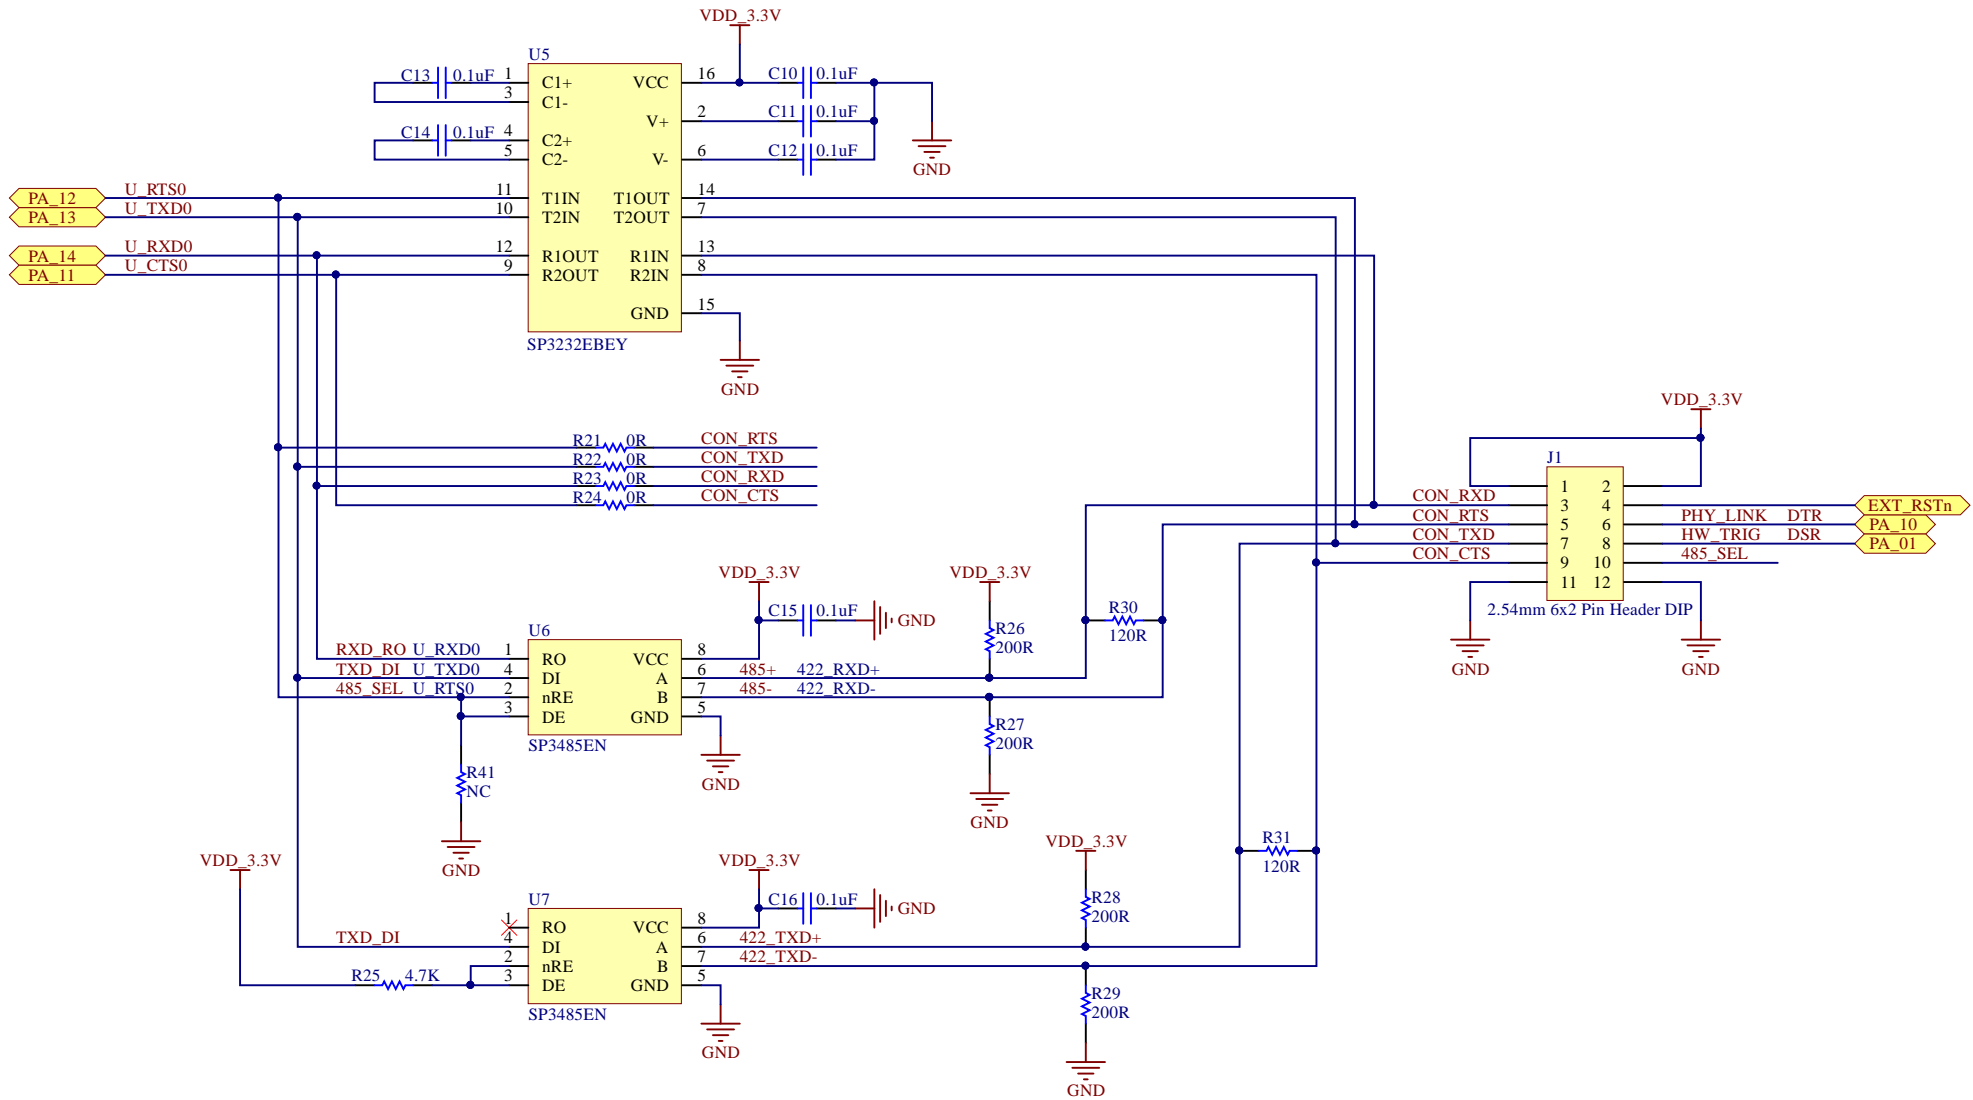 VDD_3.3V
U5
C13 0.1uF 1 C1+ VCC 16 C10 0.1uF
3 C1-
V+ 2 C11 0.1uF
C14 0.1uF 4 C2+
5 C2- V- 6 C12 0.1uF
GND
PA_12 U_RTS0 11 T1IN T1OUT 14
PA_13 U_TXD0 10 T2IN T2OUT 7
PA_14 U_RXD0 12 R1OUT R1IN 13
PA_11 U_CTS0 9 R2OUT R2IN 8
GND 15
SP3232EBEY
GND
VDD_3.3V
R21 0R CON_RTS
R22 0R CON_TXD
R23 0R CON_RXD
R24 0R CON_CTS
J1
1 2
CON_RXD 3 4 EXT_RSTn
CON_RTS 5 6 PHY_LINK DTR PA_10
CON_TXD 7 8 HW_TRIG DSR PA_01
CON_CTS 9 10 485_SEL
11 12
2.54mm 6x2 Pin Header DIP
GND GND
VDD_3.3V VDD_3.3V
C15 0.1uF GND
R30
120R
R26
200R
U6
RXD_RO U_RXD0 1 RO VCC 8
TXD_DI U_TXD0 4 DI A 6 485+ 422_RXD+
485_SEL U_RTS0 2 nRE B 7 485- 422_RXD-
3 DE GND 5
SP3485EN
R27
200R
R41
NC
GND
GND
GND
VDD_3.3V
R31
120R
VDD_3.3V VDD_3.3V
C16 0.1uF GND
R28
200R
U7
1 RO VCC 8
TXD_DI 4 DI A 6 422_TXD+
2 nRE B 7 422_TXD-
R25 4.7K 3 DE GND 5
SP3485EN
R29
200R
GND
GND